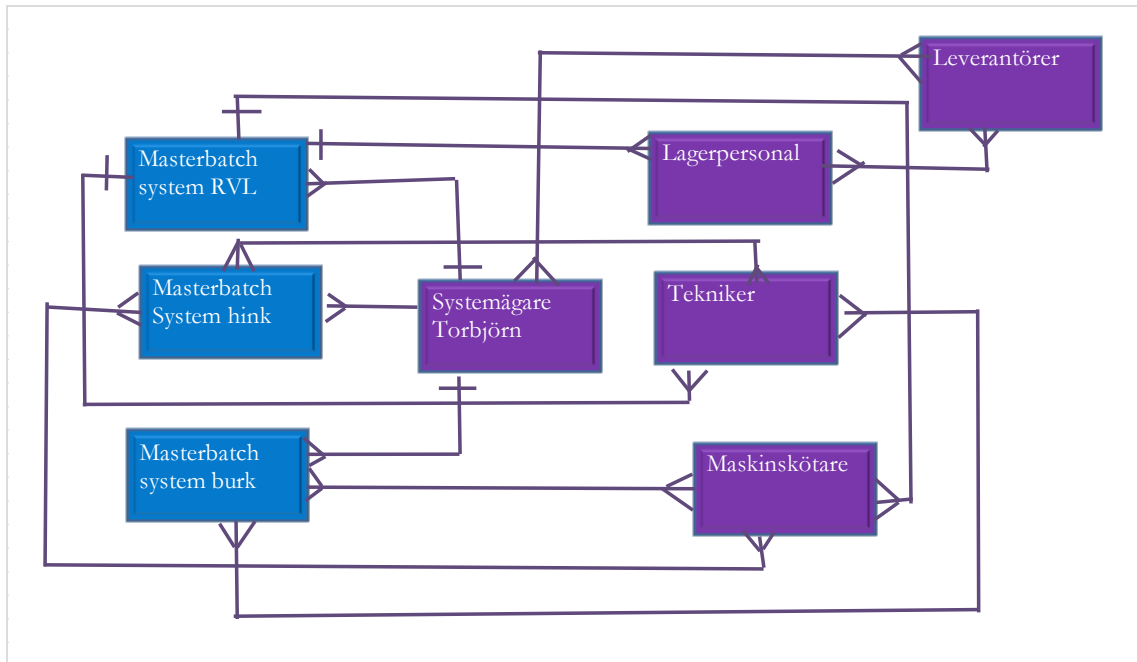 Leverantörer
Masterbatch
system RVL
Lagerpersonal
Masterbatch
System hink
Systemägare
Torbjörn
Tekniker
Masterbatch
system burk
Maskinskötare